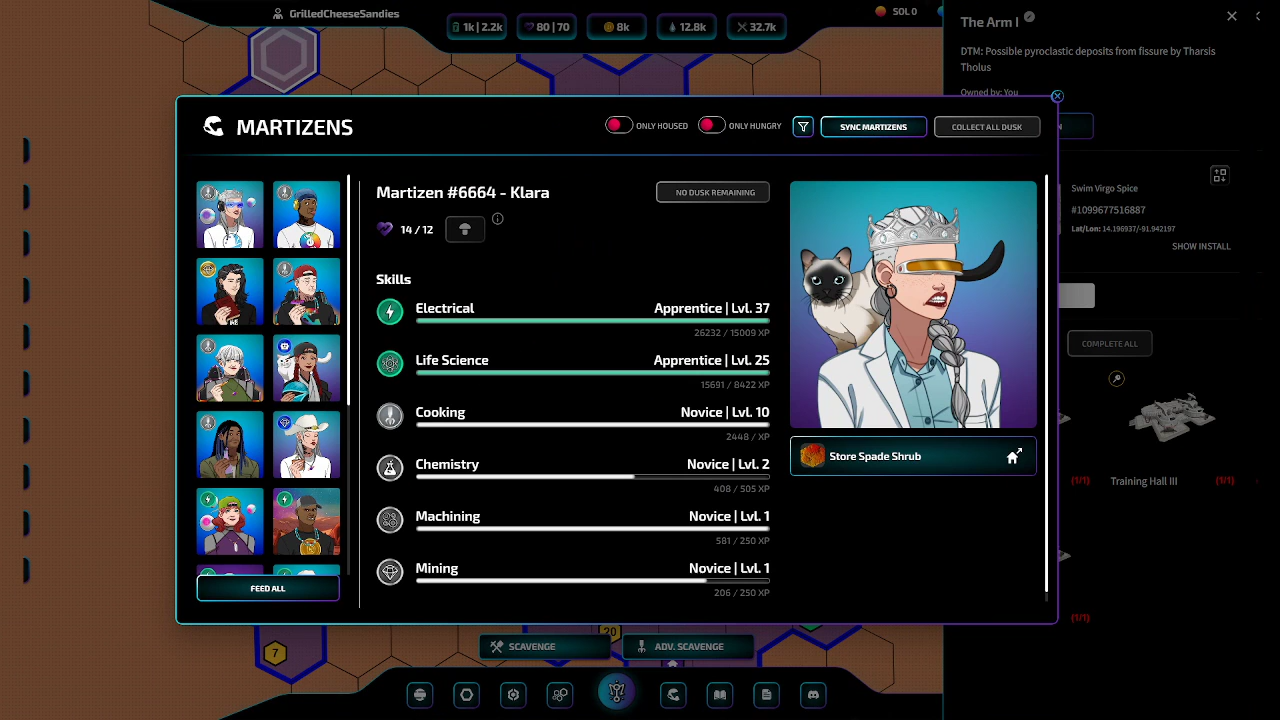 GrilledCheeseSandies
1k | 2.2k
80 | 70
8k
12.8k
32.7k
SOL 0
The Arm I
DTM: Possible pyroclastic deposits from fissure by Tharsis
Tholus
Owned by: You
MARTIZENS
ONLY HOUSED
ONLY HUNGRY
SYNC MARTIZENS
COLLECT ALL DUSK
Martizen #6664 - Klara
NO DUSK REMAINING
14 / 12
Skills
Electrical
Apprentice | Lvl. 37
26232 / 15009 XP
Life Science
Apprentice | Lvl. 25
15691 / 8422 XP
Cooking
Novice | Lvl. 10
2448 / XP
Chemistry
Novice | Lvl. 2
408 / 505 XP
Machining
Novice | Lvl. 1
581 / 250 XP
Mining
Novice | Lvl. 1
206 / 250 XP
Store Spade Shrub
FEED ALL
Swim Virgo Spice
#1099677516887
Lat/Lon: 14.196937/-91.942197
SHOW INSTALL
COMPLETE ALL
(1/1)
Training Hall III
(1/1)
(1/1)
7
20
SCAVENGE
ADV. SCAVENGE